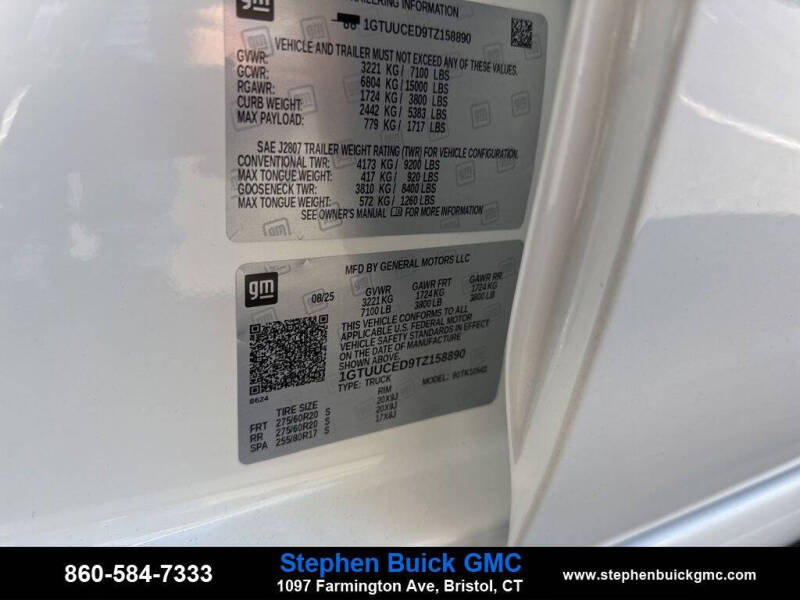 gm
TRAILERING INFORMATION
1GTUUCED9TZ158890
VEHICLE AND TRAILER MUST NOT EXCEED ANY OF THESE VALUES.
GVWR: 3221 KG/ 7100 LBS
GCWR: 6804 KG/ 15000 LBS
RGAWR: 1724 KG/ 3800 LBS
CURB WEIGHT: 2442 KG/ 5383 LBS
MAX PAYLOAD: 779 KG/ 1717 LBS
SAE J2807 TRAILER WEIGHT RATING (TWR) FOR VEHICLE CONFIGURATION.
CONVENTIONAL TWR: 4173 KG/ 9200 LBS
MAX TONGUE WEIGHT: 417 KG/ 920 LBS
GOOSENECK TWR: 3810 KG/ 8400 LBS
MAX TONGUE WEIGHT: 572 KG/ 1260 LBS
SEE OWNER'S MANUAL FOR MORE INFORMATION
MFD BY GENERAL MOTORS LLC
gm
08/25
GVWR GAWR FRT GAWR RR
3221KG 1724 KG 1724 KG
7100 LB 3800 LB 3800 LB
THIS VEHICLE CONFORMS TO ALL
APPLICABLE U.S. FEDERAL MOTOR
VEHICLE SAFETY STANDARDS IN EFFECT
ON THE DATE OF MANUFACTURE
SHOWN ABOVE.
1GTUUCED9TZ158890
TYPE: TRUCK MODEL:
8624
TIRE SIZE RIM
FRT 275/60R20 S 20X9J
RR 275/60R20 S 20X9J
SPA 255/80R17 S 17X8J
860-584-7333
Stephen Buick GMC
1097 Farmington Ave, Bristol, CT
www.stephenbuickgmc.com